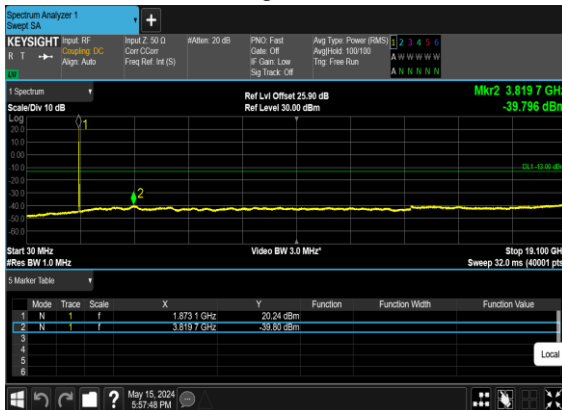 Spectrum Analyzer 1
Swept SA
KEYSIGHT Input: RF Input Z: 50 Ω #Atten: 20 dB PNO: Fast Avg Type: Power (RMS) 1 2 3 4 5 6
R T Coupling: DC Corr CCorr Gate: Off Avg|Hold: 100/100 A W W W W W
Align: Auto Freq Ref: Int (S) IF Gain: Low Trig: Free Run
Sig Track: Off A N N N N N
1 Spectrum Ref Lvl Offset 25.90 dB Mkr2 3.819 7 GHz
Scale/Div 10 dB Ref Level 30.00 dBm -39.796 dBm
Log
20.0
10.0
0.00
-10.0
-20.0
-30.0
-40.0
-50.0
-60.0
1
2
DL1 -13.00 dBm
Start 30 MHz Video BW 3.0 MHz* Stop 19.100 GHz
#Res BW 1.0 MHz Sweep 32.0 ms (40001 pts)
5 Marker Table
Mode Trace Scale X Y Function Function Width Function Value
1 N 1 f 1.873 1 GHz 20.24 dBm
2 N 1 f 3.819 7 GHz -39.80 dBm
3
4
5
6
Local
? May 15, 2024
5:57:48 PM